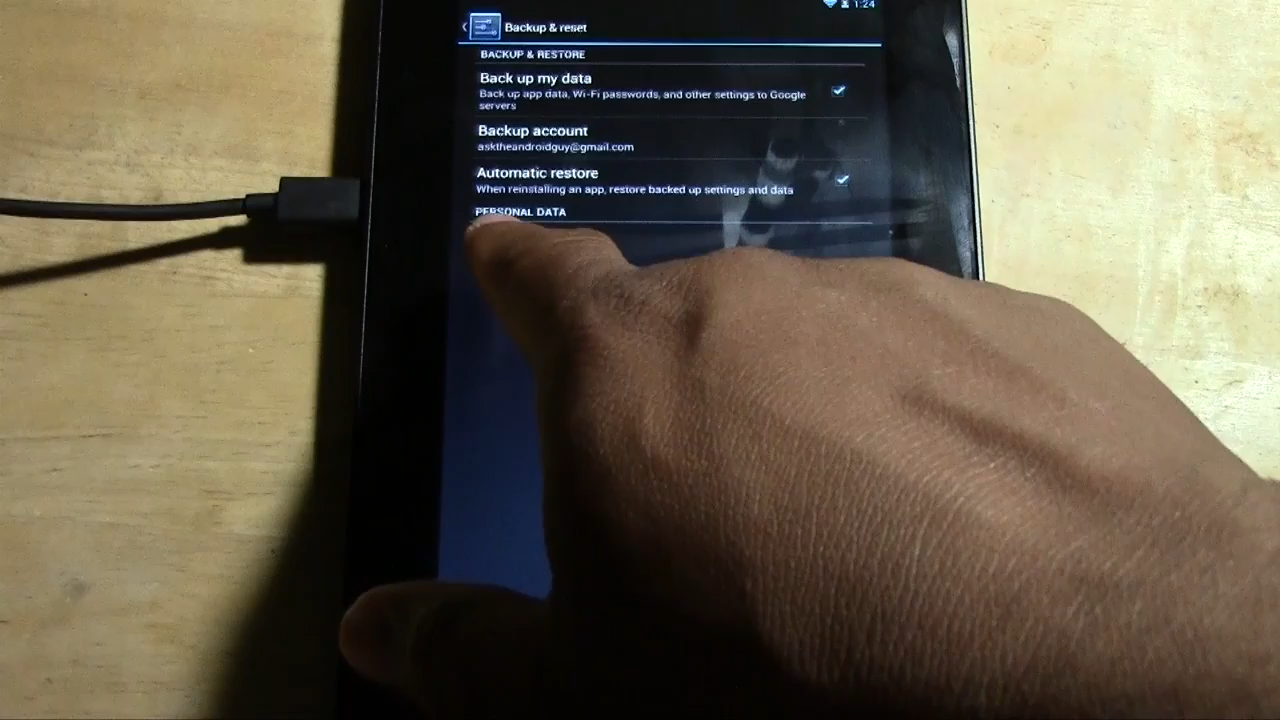 1:24
Backup & reset
BACKUP & RESTORE
Back up my data
Back up app data, Wi-Fi passwords, and other settings to Google
servers
Backup account
asktheandroidguy@gmail.com
Automatic restore
When reinstalling an app, restore backed up settings and data
PERSONAL DATA